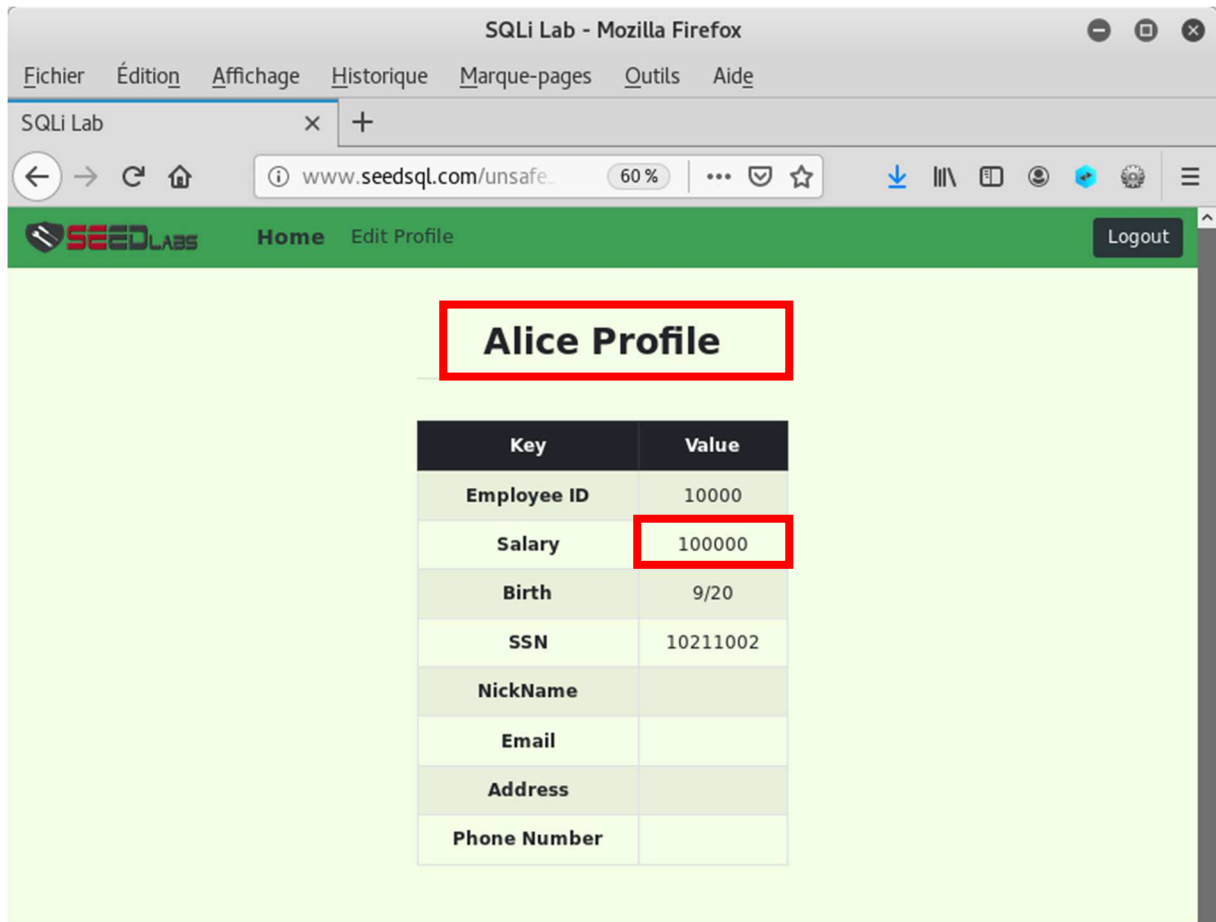 SQLi Lab - Mozilla Firefox
Fichier Édition Affichage Historique Marque-pages Outils Aide
SQLi Lab
www.seedsql.com/unsafe_ 60 % ...
SEEDLABS Home Edit Profile Logout
Alice Profile
Key Value
Employee ID 10000
Salary 100000
Birth 9/20
SSN 10211002
NickName
Email
Address
Phone Number